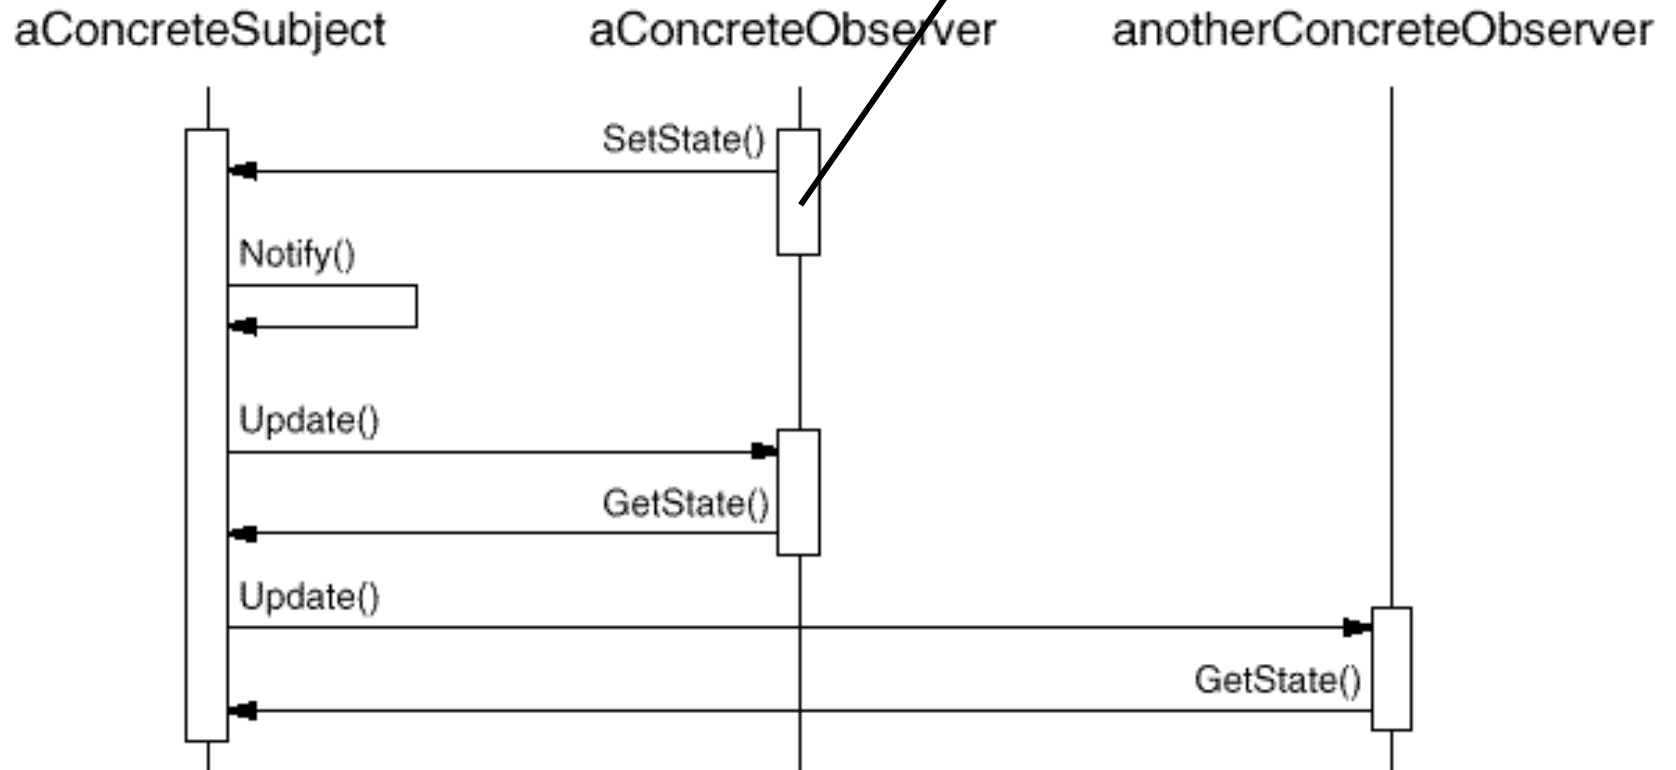 aConcreteSubject aConcreteObserver anotherConcreteObserver
SetState()
Notify()
Update()
GetState()
Update()
GetState()